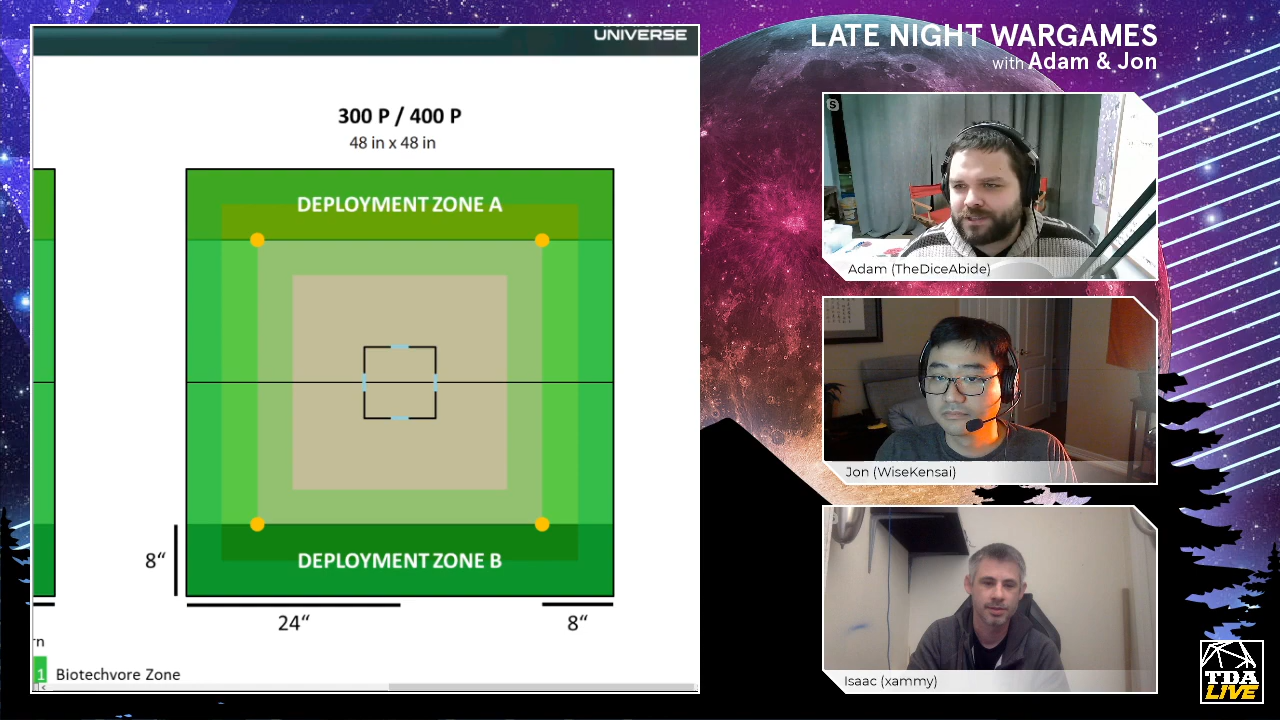 UNIVERSE
300 P / 400 P
48 in x 48 in
DEPLOYMENT ZONE A
DEPLOYMENT ZONE B
8“
24“
8“
rn
1 Biotechvore Zone
LATE NIGHT WARGAMES
with Adam & Jon
Adam (TheDiceAbide)
Jon (WiseKensai)
Isaac (xammy)
TDA
LIVE